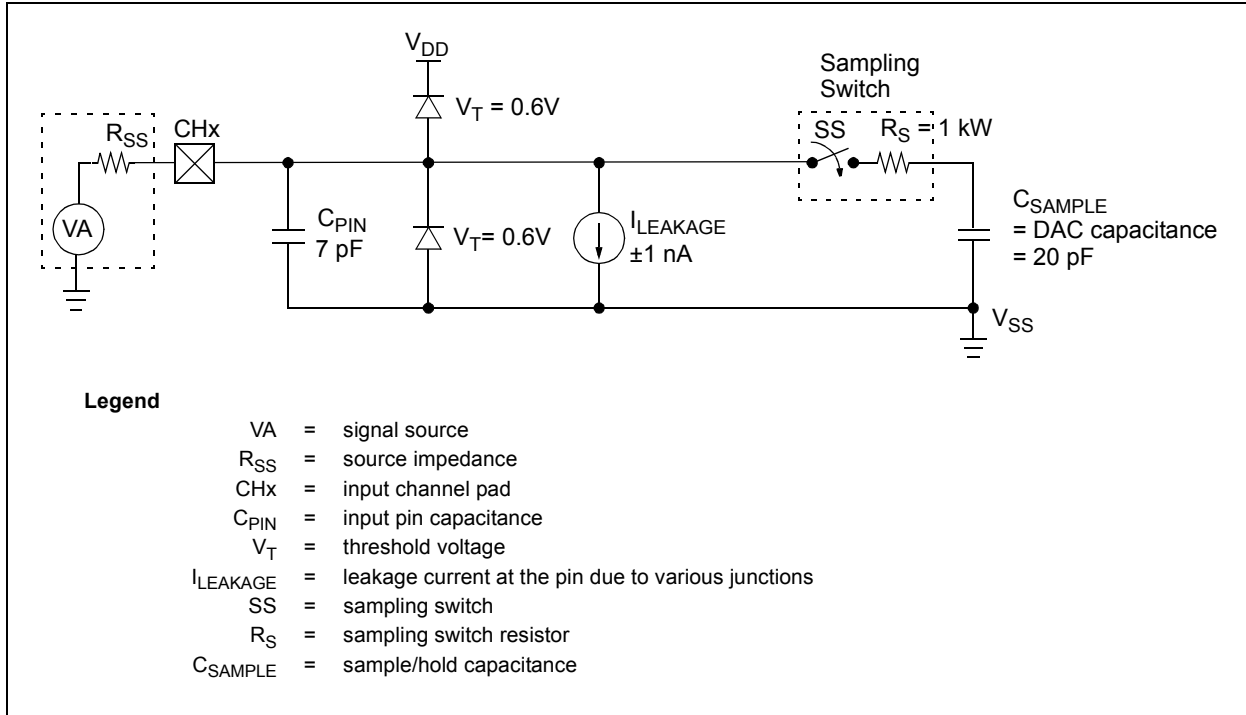 V_DD
Sampling
Switch
V_T = 0.6V
R_SS
CHx
SS
R_S = 1 kW
VA
C_PIN
7 pF
V_T= 0.6V
I_LEAKAGE
±1 nA
C_SAMPLE
= DAC capacitance
= 20 pF
V_SS
Legend
VA = signal source
R_SS = source impedance
CHx = input channel pad
C_PIN = input pin capacitance
V_T = threshold voltage
I_LEAKAGE = leakage current at the pin due to various junctions
SS = sampling switch
R_S = sampling switch resistor
C_SAMPLE = sample/hold capacitance